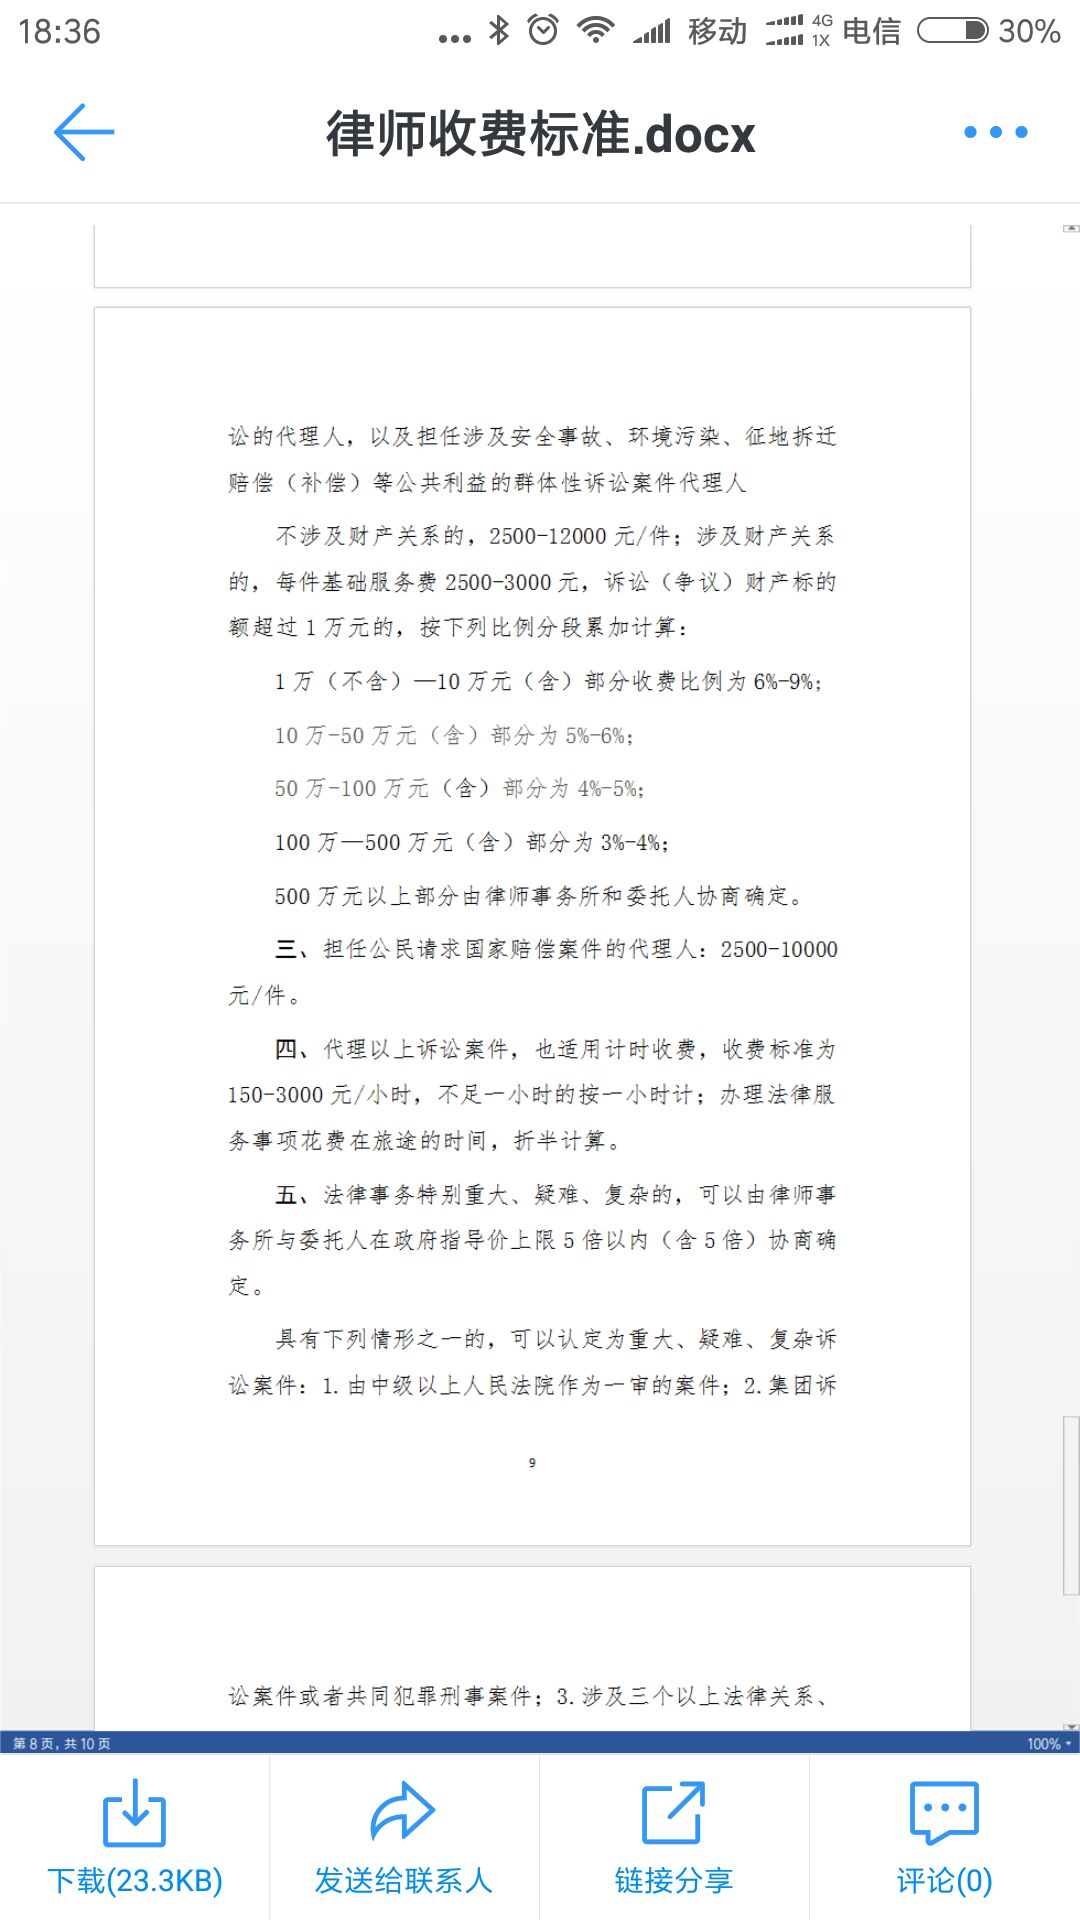 18:36
移动
4G
1X
电信
30%
律师收费标准.docx
讼的代理人，以及担任涉及安全事故、环境污染、征地拆迁
赔偿（补偿）等公共利益的群体性诉讼案件代理人
不涉及财产关系的，2500-12000 元/件；涉及财产关系
的，每件基础服务费 2500-3000 元，诉讼（争议）财产标的
额超过 1 万元的，按下列比例分段累加计算：
1 万（不含）—10 万元（含）部分收费比例为 6%-9%；
10 万-50 万元（含）部分为 5%-6%；
50 万-100 万元（含）部分为 4%-5%；
100 万—500 万元（含）部分为 3%-4%；
500 万元以上部分由律师事务所和委托人协商确定。
三、担任公民请求国家赔偿案件的代理人：2500-10000
元/件。
四、代理以上诉讼案件，也适用计时收费，收费标准为
150-3000 元/小时，不足一小时的按一小时计；办理法律服
务事项花费在旅途的时间，折半计算。
五、法律事务特别重大、疑难、复杂的，可以由律师事
务所与委托人在政府指导价上限 5 倍以内（含 5 倍）协商确
定。
具有下列情形之一的，可以认定为重大、疑难、复杂诉
讼案件：1.由中级以上人民法院作为一审的案件；2.集团诉
9
讼案件或者共同犯罪刑事案件；3.涉及三个以上法律关系、
第 8 页，共 10 页
100%
下载(23.3KB)
发送给联系人
链接分享
评论(0)